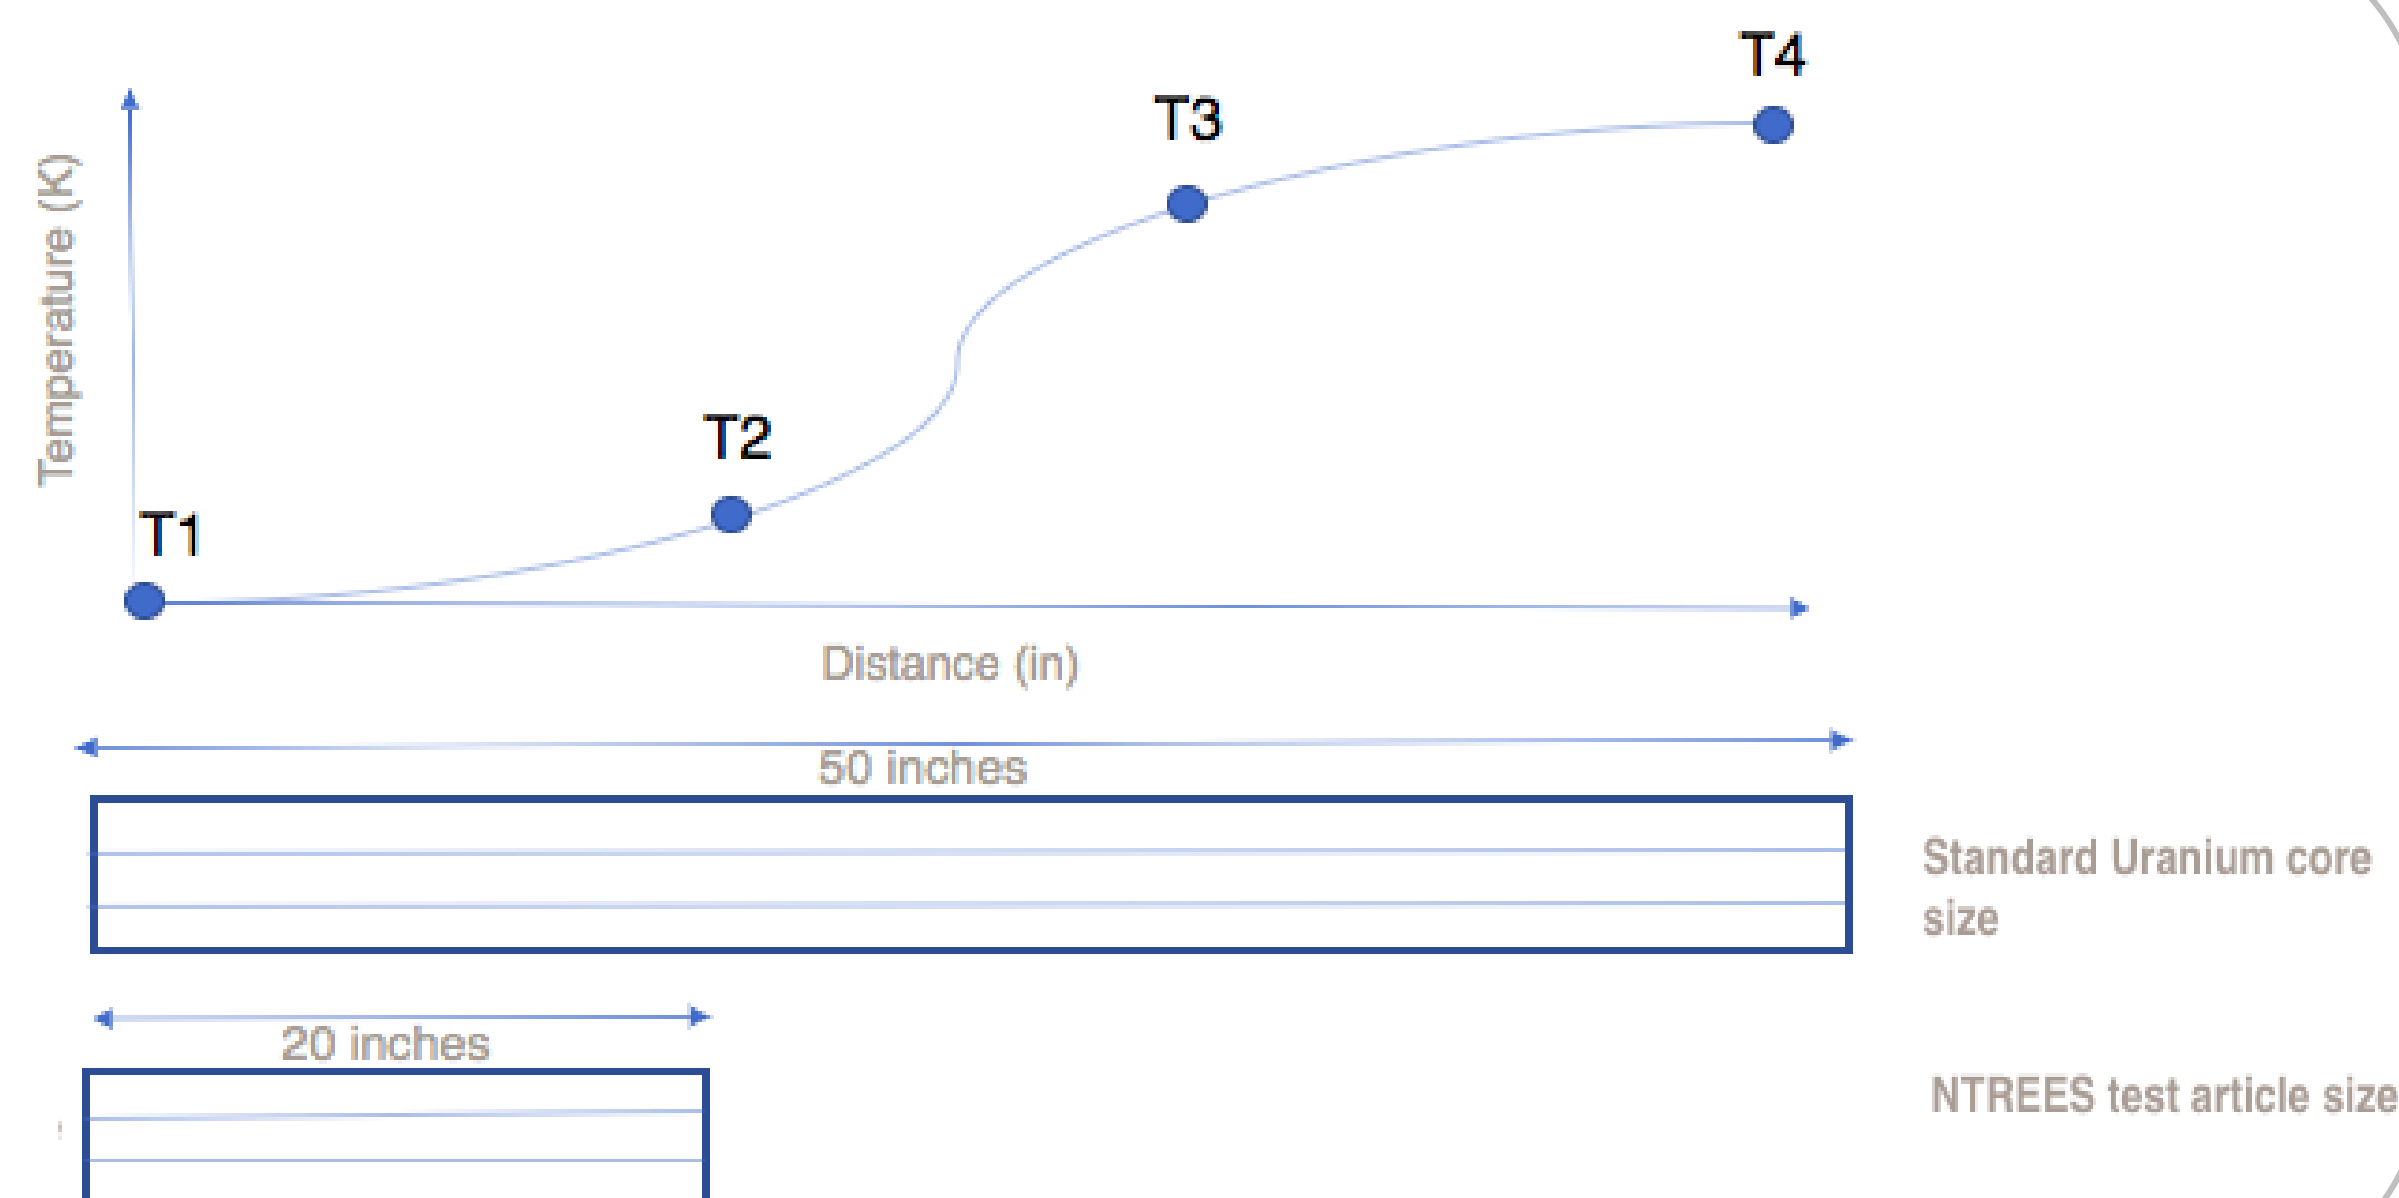 T4
T3
Temperature (K)
T2
T1
Distance (in)
50 inches
Standard Uranium core
size
20 inches
NTREES test article size